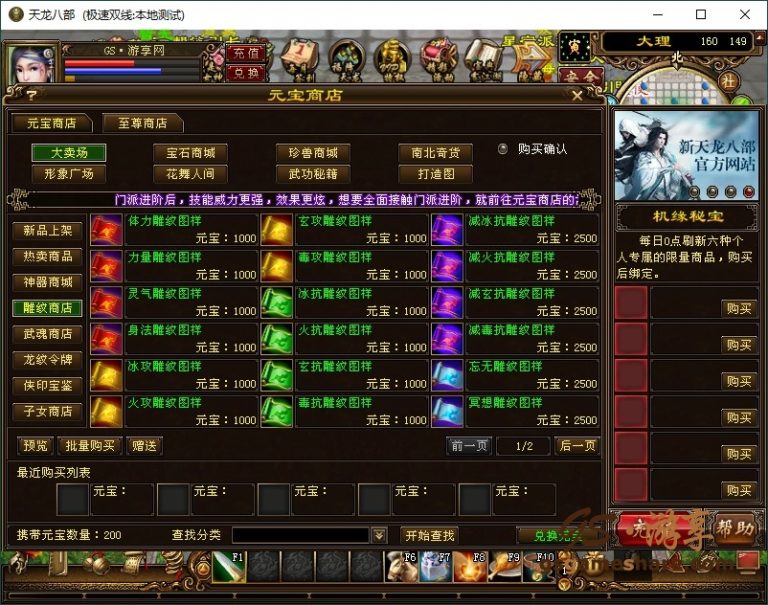 天龙八部 (极速双线:本地测试)
GS·游享网
充值
兑换
大理 160 149
北
社
安全
?
元宝商店
元宝商店 至尊商店
大卖场 宝石商城 珍兽商城 南北奇货 购买确认
形象广场 花舞人间 武功秘籍 打造图
门派进阶后，技能威力更强，效果更炫，想要全面接触门派进阶，就前往元宝商店的
新品上架
热卖商品
神器商城
雕纹商店
武魂商店
龙纹令牌
侠印宝鉴
子女商店
体力雕纹图样 元宝：1000
玄攻雕纹图样 元宝：1000
减冰抗雕纹图样 元宝：2500
力量雕纹图样 元宝：1000
毒攻雕纹图样 元宝：1000
减火抗雕纹图样 元宝：2500
灵气雕纹图样 元宝：1000
冰抗雕纹图样 元宝：1000
减玄抗雕纹图样 元宝：2500
身法雕纹图样 元宝：1000
火抗雕纹图样 元宝：1000
减毒抗雕纹图样 元宝：2500
冰攻雕纹图样 元宝：1000
玄抗雕纹图样 元宝：1000
忘无雕纹图样 元宝：2500
火攻雕纹图样 元宝：1000
毒抗雕纹图样 元宝：1000
冥想雕纹图样 元宝：2500
预览 批量购买 赠送 前一页 1/2 后一页
最近购买列表
元宝： 元宝： 元宝： 元宝： 元宝：
携带元宝数量：200 查找分类 开始查找
新天龙八部
官方网站
机缘秘宝
每日0点刷新六种个
人专属的限量商品，购买
后绑定。
购买
购买
购买
购买
购买
购买
游享
帮助
F1 F6 F7 F8 F9 F10